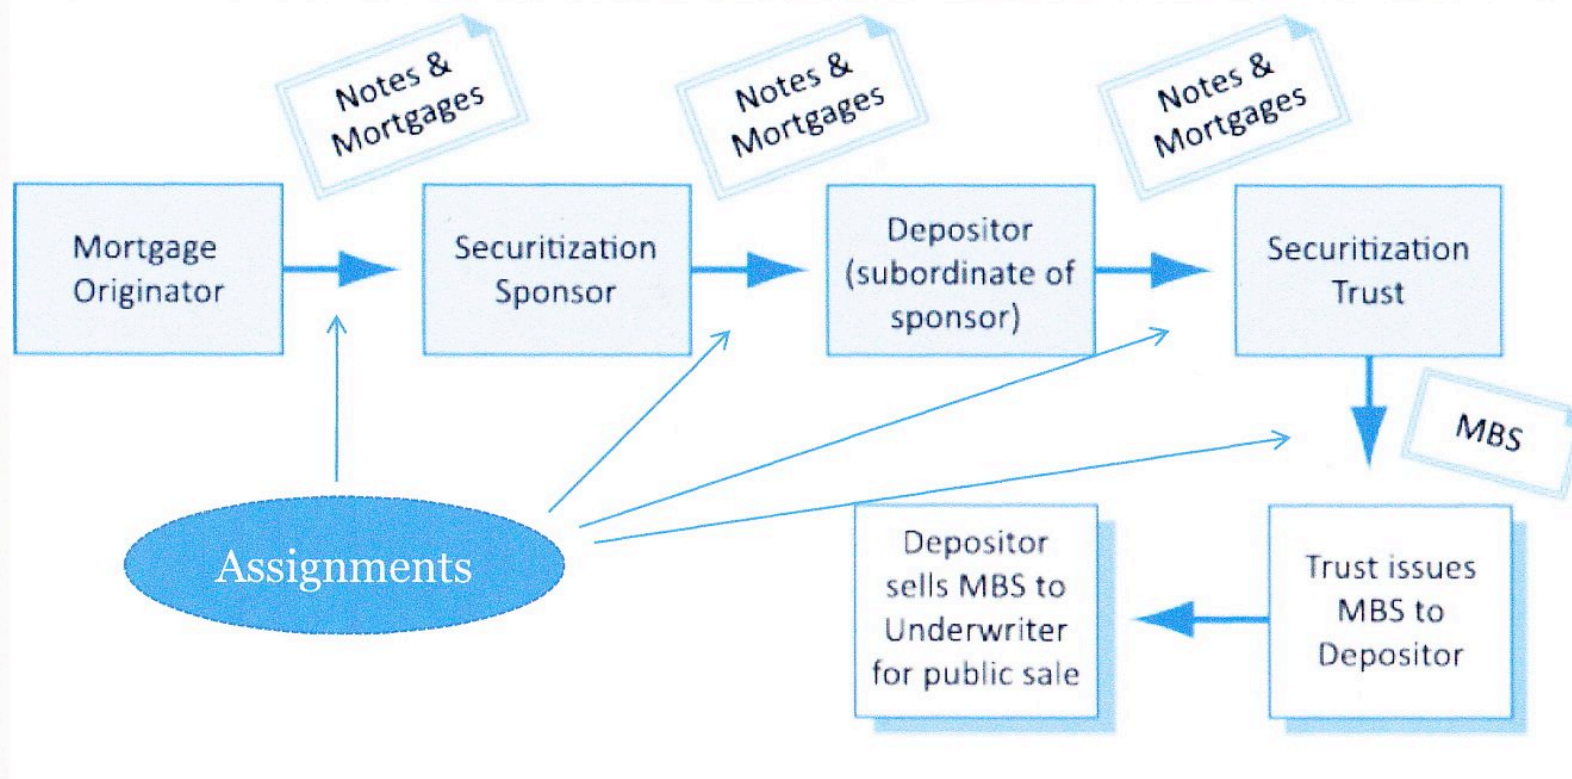 Notes &
Mortgages
Notes &
Mortgages
Notes &
Mortgages
Mortgage
Originator
Securitization
Sponsor
Depositor
(subordinate of
sponsor)
Securitization
Trust
MBS
Assignments
Depositor
sells MBS to
Underwriter
for public sale
Trust issues
MBS to
Depositor